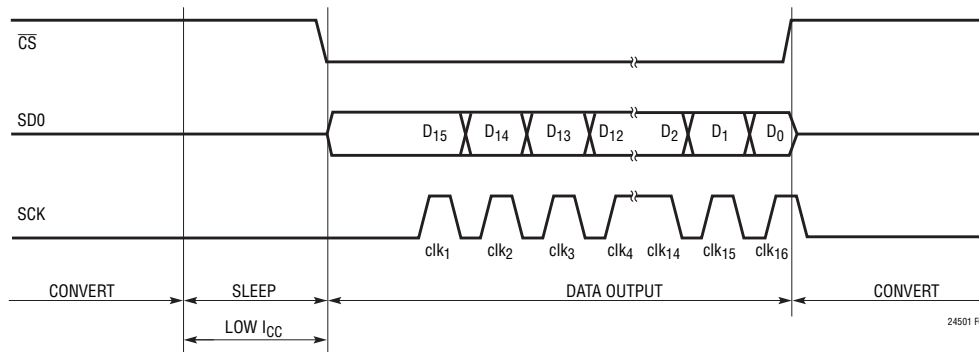 CS
SD0
D15 D14 D13 D12 D2 D1 D0
SCK
clk1 clk2 clk3 clk4 clk14 clk15 clk16
CONVERT SLEEP DATA OUTPUT CONVERT
LOW ICC
24501 F